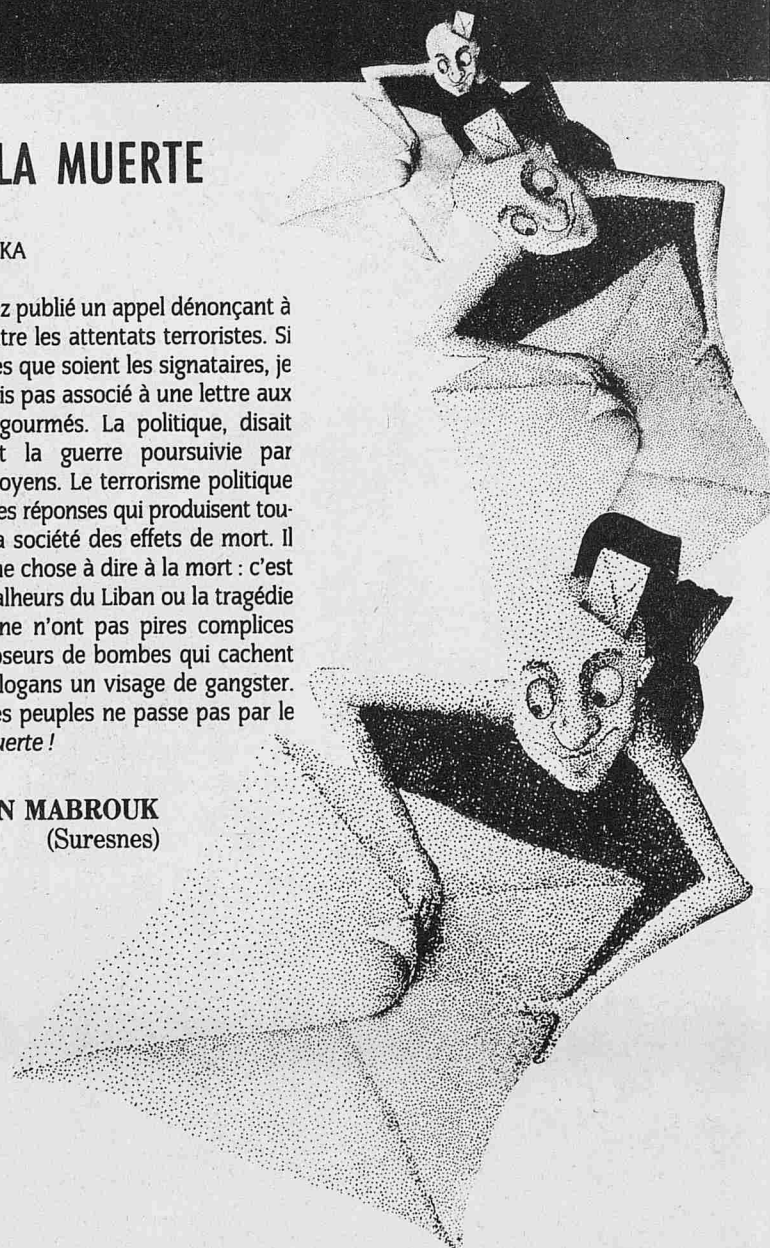 LA MUERTE
KA
z publié un appel dénonçant à
tre les attentats terroristes. Si
es que soient les signataires, je
is pas associé à une lettre aux
gourmés. La politique, disait
t la guerre poursuivie par
oyens. Le terrorisme politique
es réponses qui produisent tou-
a société des effets de mort. Il
ne chose à dire à la mort : c'est
alheurs du Liban ou la tragédie
ne n'ont pas pires complices
oseurs de bombes qui cachent
logans un visage de gangster.
es peuples ne passe pas par le
uerte !
N MABROUK
(Suresnes)